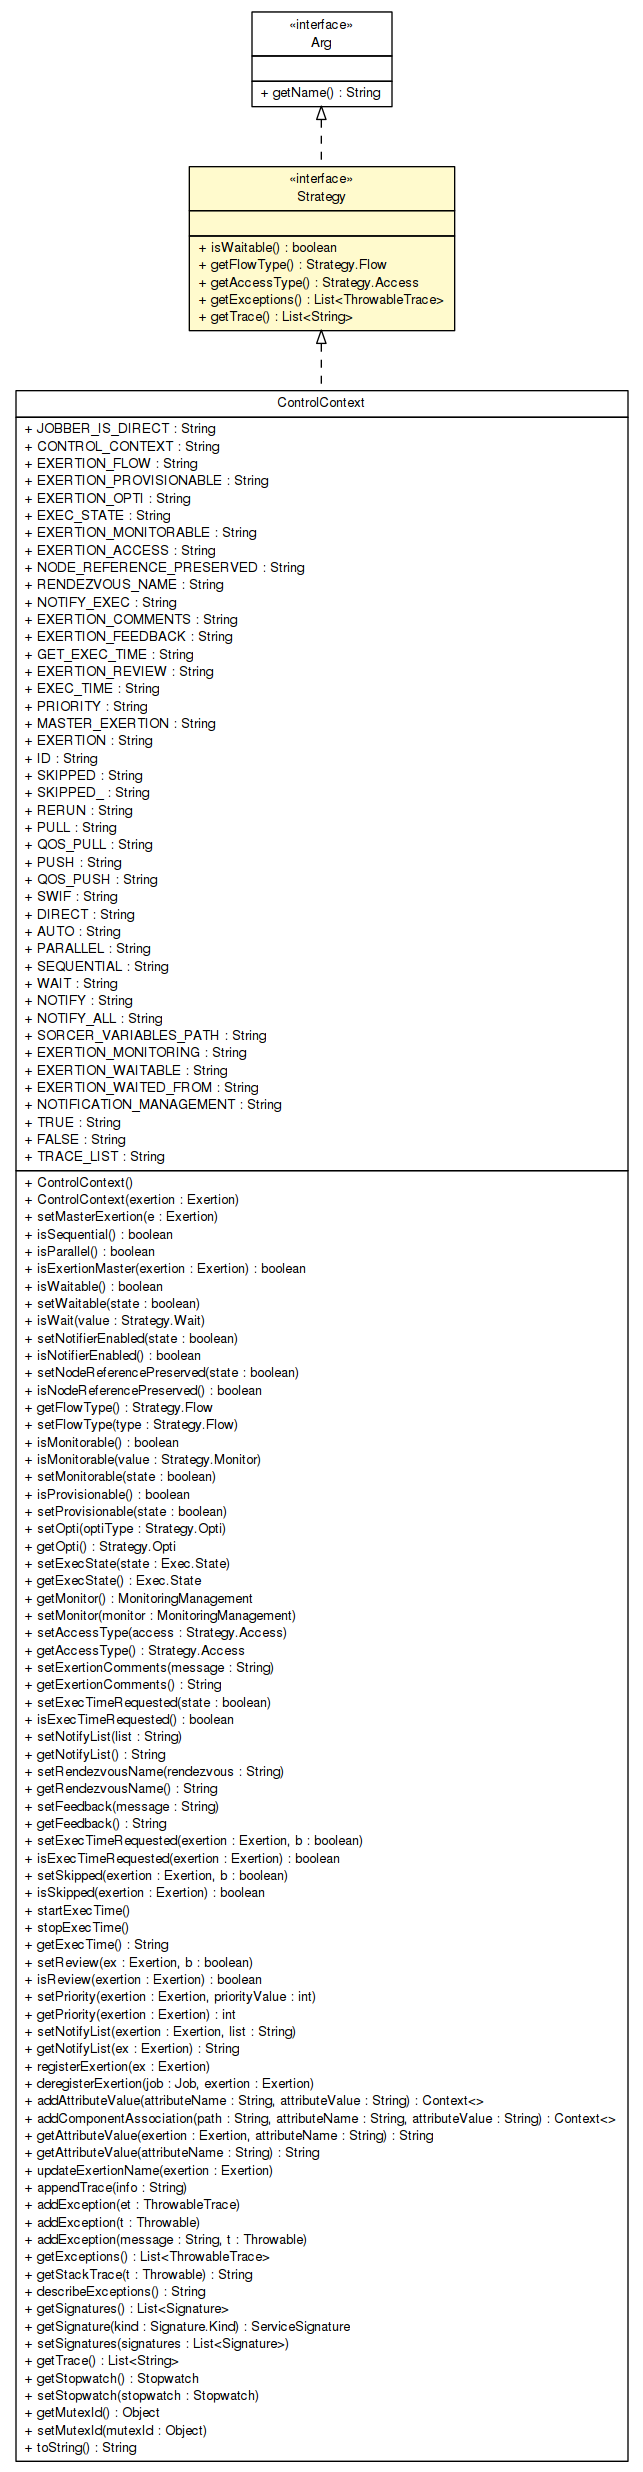 «interface»
Arg
+ getName() : String
«interface»
Strategy
+ isWaitable() : boolean
+ getFlowType() : Strategy.Flow
+ getAccessType() : Strategy.Access
+ getExceptions() : List<ThrowableTrace>
+ getTrace() : List<String>
ControlContext
+ JOBBER_IS_DIRECT : String
+ CONTROL_CONTEXT : String
+ EXERTION_FLOW : String
+ EXERTION_PROVISIONABLE : String
+ EXERTION_OPTI : String
+ EXEC_STATE : String
+ EXERTION_MONITORABLE : String
+ EXERTION_ACCESS : String
+ NODE_REFERENCE_PRESERVED : String
+ RENDEZVOUS_NAME : String
+ NOTIFY_EXEC : String
+ EXERTION_COMMENTS : String
+ EXERTION_FEEDBACK : String
+ GET_EXEC_TIME : String
+ EXERTION_REVIEW : String
+ EXEC_TIME : String
+ PRIORITY : String
+ MASTER_EXERTION : String
+ EXERTION : String
+ ID : String
+ SKIPPED : String
+ SKIPPED_ : String
+ RERUN : String
+ PULL : String
+ QOS_PULL : String
+ PUSH : String
+ QOS_PUSH : String
+ SWIF : String
+ DIRECT : String
+ AUTO : String
+ PARALLEL : String
+ SEQUENTIAL : String
+ WAIT : String
+ NOTIFY : String
+ NOTIFY_ALL : String
+ SORCER_VARIABLES_PATH : String
+ EXERTION_MONITORING : String
+ EXERTION_WAITABLE : String
+ EXERTION_WAITED_FROM : String
+ NOTIFICATION_MANAGEMENT : String
+ TRUE : String
+ FALSE : String
+ TRACE_LIST : String
+ ControlContext()
+ ControlContext(exertion : Exertion)
+ setMasterExertion(e : Exertion)
+ isSequential() : boolean
+ isParallel() : boolean
+ isExertionMaster(exertion : Exertion) : boolean
+ isWaitable() : boolean
+ setWaitable(state : boolean)
+ isWait(value : Strategy.Wait)
+ setNotifierEnabled(state : boolean)
+ isNotifierEnabled() : boolean
+ setNodeReferencePreserved(state : boolean)
+ isNodeReferencePreserved() : boolean
+ getFlowType() : Strategy.Flow
+ setFlowType(type : Strategy.Flow)
+ isMonitorable() : boolean
+ isMonitorable(value : Strategy.Monitor)
+ setMonitorable(state : boolean)
+ isProvisionable() : boolean
+ setProvisionable(state : boolean)
+ setOpti(optiType : Strategy.Opti)
+ getOpti() : Strategy.Opti
+ setExecState(state : Exec.State)
+ getExecState() : Exec.State
+ getMonitor() : MonitoringManagement
+ setMonitor(monitor : MonitoringManagement)
+ setAccessType(access : Strategy.Access)
+ getAccessType() : Strategy.Access
+ setExertionComments(message : String)
+ getExertionComments() : String
+ setExecTimeRequested(state : boolean)
+ isExecTimeRequested() : boolean
+ setNotifyList(list : String)
+ getNotifyList() : String
+ setRendezvousName(rendezvous : String)
+ getRendezvousName() : String
+ setFeedback(message : String)
+ getFeedback() : String
+ setExecTimeRequested(exertion : Exertion, b : boolean)
+ isExecTimeRequested(exertion : Exertion) : boolean
+ setSkipped(exertion : Exertion, b : boolean)
+ isSkipped(exertion : Exertion) : boolean
+ startExecTime()
+ stopExecTime()
+ getExecTime() : String
+ setReview(ex : Exertion, b : boolean)
+ isReview(exertion : Exertion) : boolean
+ setPriority(exertion : Exertion, priorityValue : int)
+ getPriority(exertion : Exertion) : int
+ setNotifyList(exertion : Exertion, list : String)
+ getNotifyList(ex : Exertion) : String
+ registerExertion(ex : Exertion)
+ deregisterExertion(job : Job, exertion : Exertion)
+ addAttributeValue(attributeName : String, attributeValue : String) : Context<>
+ addComponentAssociation(path : String, attributeName : String, attributeValue : String) : Context<>
+ getAttributeValue(exertion : Exertion, attributeName : String) : String
+ getAttributeValue(attributeName : String) : String
+ updateExertionName(exertion : Exertion)
+ appendTrace(info : String)
+ addException(et : ThrowableTrace)
+ addException(t : Throwable)
+ addException(message : String, t : Throwable)
+ getExceptions() : List<ThrowableTrace>
+ getStackTrace(t : Throwable) : String
+ describeExceptions() : String
+ getSignatures() : List<Signature>
+ getSignature(kind : Signature.Kind) : ServiceSignature
+ setSignatures(signatures : List<Signature>)
+ getTrace() : List<String>
+ getStopwatch() : Stopwatch
+ setStopwatch(stopwatch : Stopwatch)
+ getMutexId() : Object
+ setMutexId(mutexId : Object)
+ toString() : String